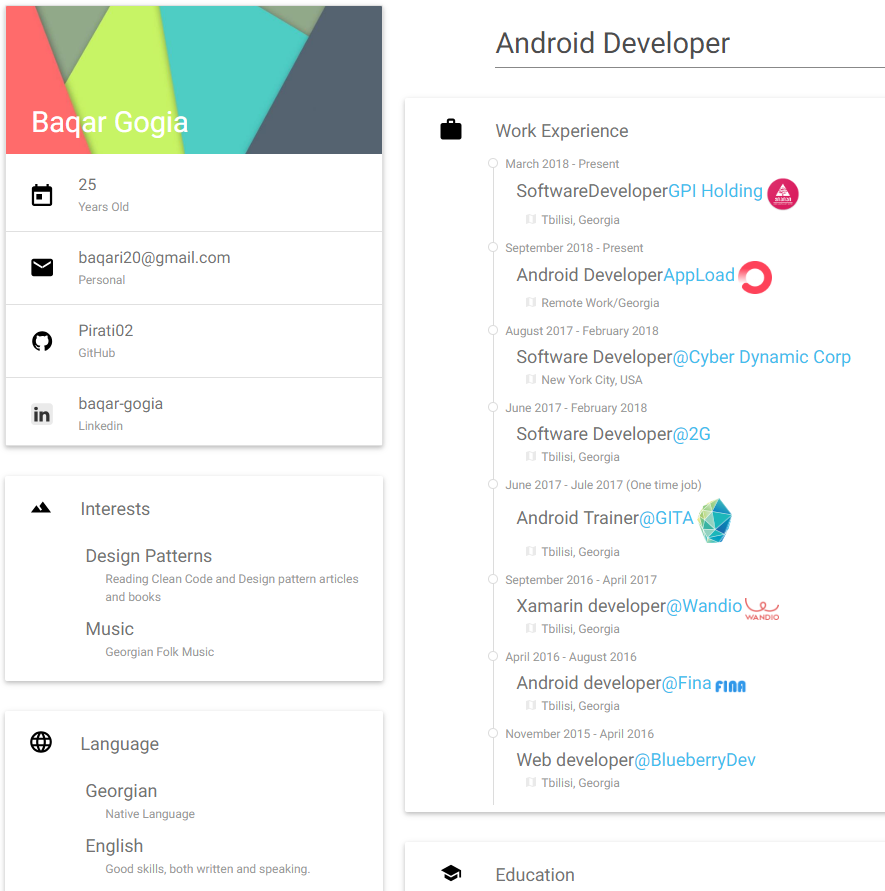 Baqar Gogia
25
Years Old
baqari20@gmail.com
Personal
Pirati02
GitHub
in
baqar-gogia
Linkedin
Interests
Design Patterns
Reading Clean Code and Design pattern articles
and books
Music
Georgian Folk Music
Language
Georgian
Native Language
English
Good skills, both written and speaking.
Android Developer
Work Experience
March 2018 - Present
SoftwareDeveloperGPI Holding
Tbilisi, Georgia
September 2018 - Present
Android DeveloperAppLoad
Remote Work/Georgia
August 2017 - February 2018
Software Developer@Cyber Dynamic Corp
New York City, USA
June 2017 - February 2018
Software Developer@2G
Tbilisi, Georgia
June 2017 - Jule 2017 (One time job)
Android Trainer@GITA
Tbilisi, Georgia
September 2016 - April 2017
Xamarin developer@Wandio WANDIO
Tbilisi, Georgia
April 2016 - August 2016
Android developer@Fina FINA
Tbilisi, Georgia
November 2015 - April 2016
Web developer@BlueberryDev
Tbilisi, Georgia
Education